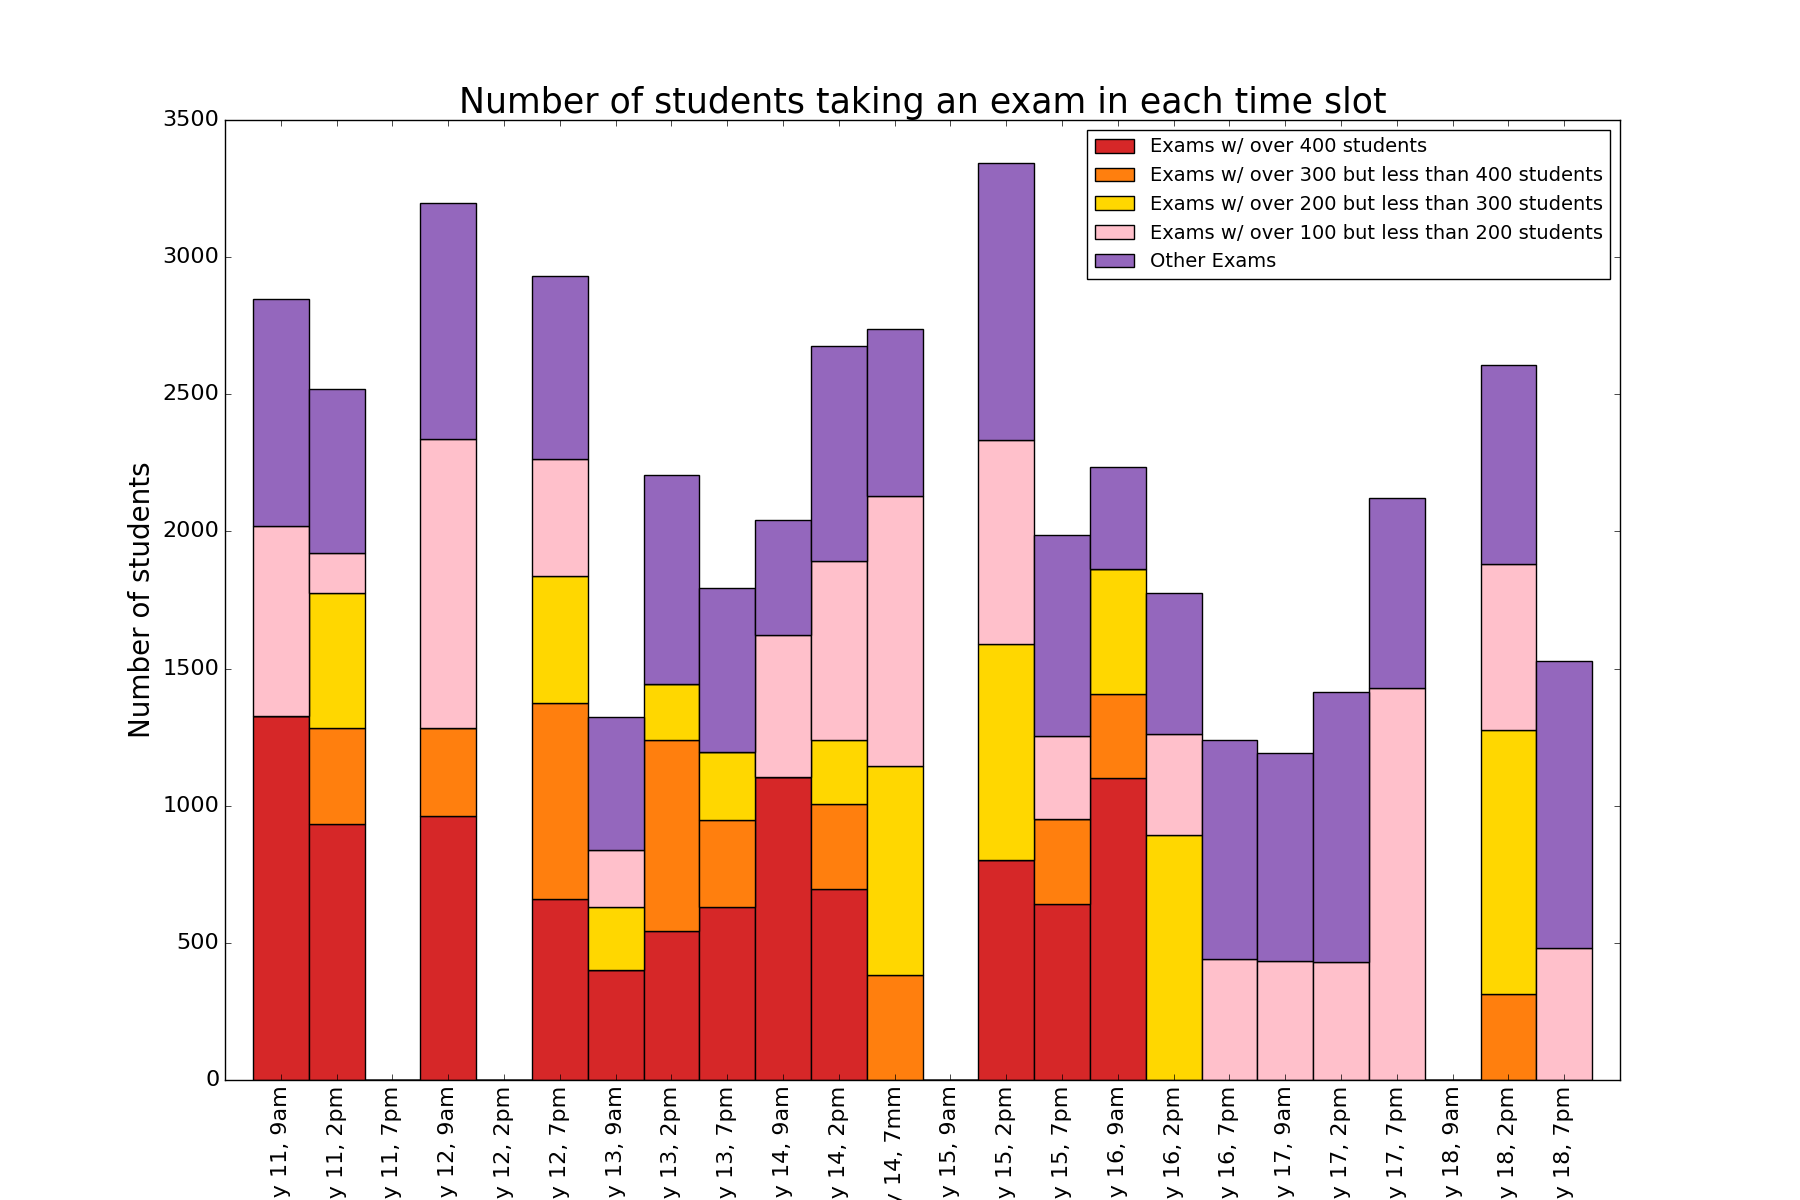 Number of students taking an exam in each time slot
Number of students
3500
3000
2500
2000
1500
1000
500
0
Exams w/ over 400 students
Exams w/ over 300 but less than 400 students
Exams w/ over 200 but less than 300 students
Exams w/ over 100 but less than 200 students
Other Exams
y 11, 9am
y 11, 2pm
y 11, 7pm
y 12, 9am
y 12, 2pm
y 12, 7pm
y 13, 9am
y 13, 2pm
y 13, 7pm
y 14, 9am
y 14, 2pm
y 14, 7mm
y 15, 9am
y 15, 2pm
y 15, 7pm
y 16, 9am
y 16, 2pm
y 16, 7pm
y 17, 9am
y 17, 2pm
y 17, 7pm
y 18, 9am
y 18, 2pm
y 18, 7pm